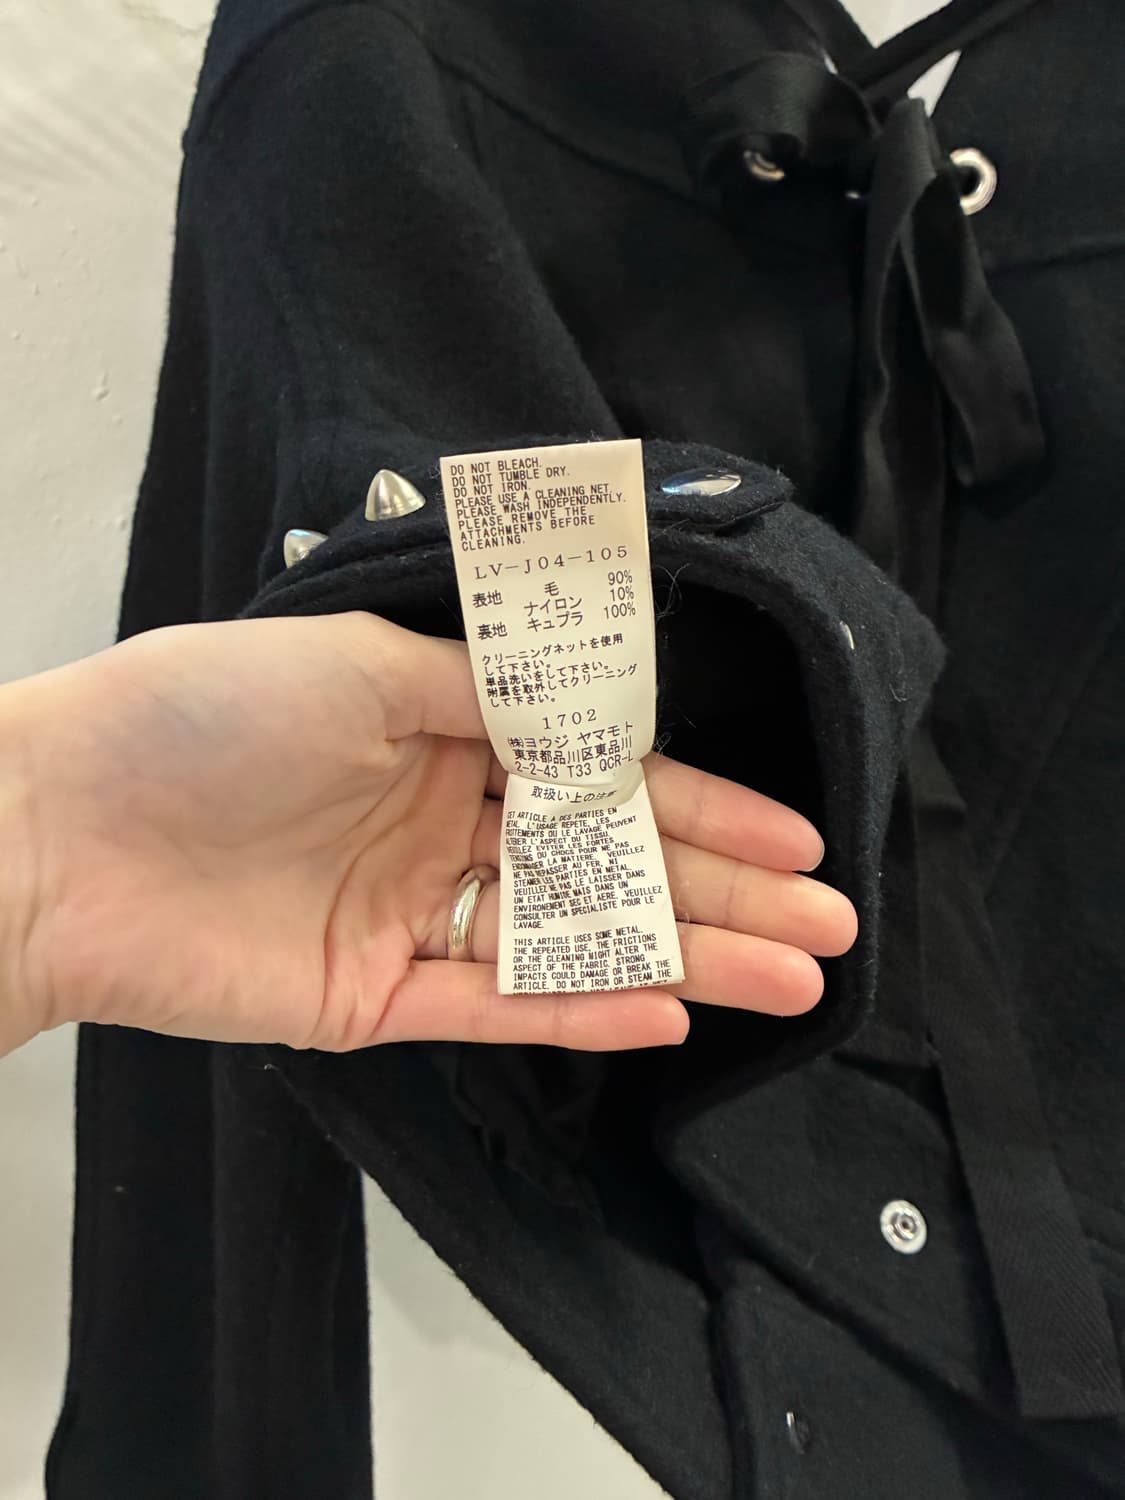 DO NOT BLEACH.
DO NOT TUMBLE DRY.
DO NOT IRON.
PLEASE USE A CLEANING NET.
PLEASE WASH INDEPENDENTLY.
PLEASE REMOVE THE
ATTACHMENTS BEFORE
CLEANING.
LV-J04-105
表地 毛 90%
ナイロン 10%
裏地 キュプラ 100%
クリーニングネットを使用
して下さい。
単品洗いをして下さい。
附属を取外してクリーニング
して下さい。
1702
㈱ヨウジ ヤマモト
東京都品川区東品川
2-2-43 T33 QCR-L
取扱い上の注意
CET ARTICLE A DES PARTIES EN
METAL. L'USAGE REPETE, LES
FROTTEMENTS OU LE LAVAGE PEUVENT
ALTERER L'ASPECT DU TISSU.
VEUILLEZ EVITER LES FORTES
TENSIONS OU CHOCS POUR NE PAS
ENDOMMAGER LA MATIERE. VEUILLEZ
NE PAS REPASSER AU FER, NI
STEAMER LES PARTIES EN METAL.
VEUILLEZ NE PAS LE LAISSER DANS
UN ETAT HUMIDE MAIS DANS UN
ENVIRONEMENT SEC ET AERE. VEUILLEZ
CONSULTER UN SPECIALISTE POUR LE
LAVAGE.
THIS ARTICLE USES SOME METAL.
THE REPEATED USE, THE FRICTIONS
OR THE CLEANING MIGHT ALTER THE
ASPECT OF THE FABRIC. STRONG
IMPACTS COULD DAMAGE OR BREAK THE
ARTICLE. DO NOT IRON OR STEAM THE